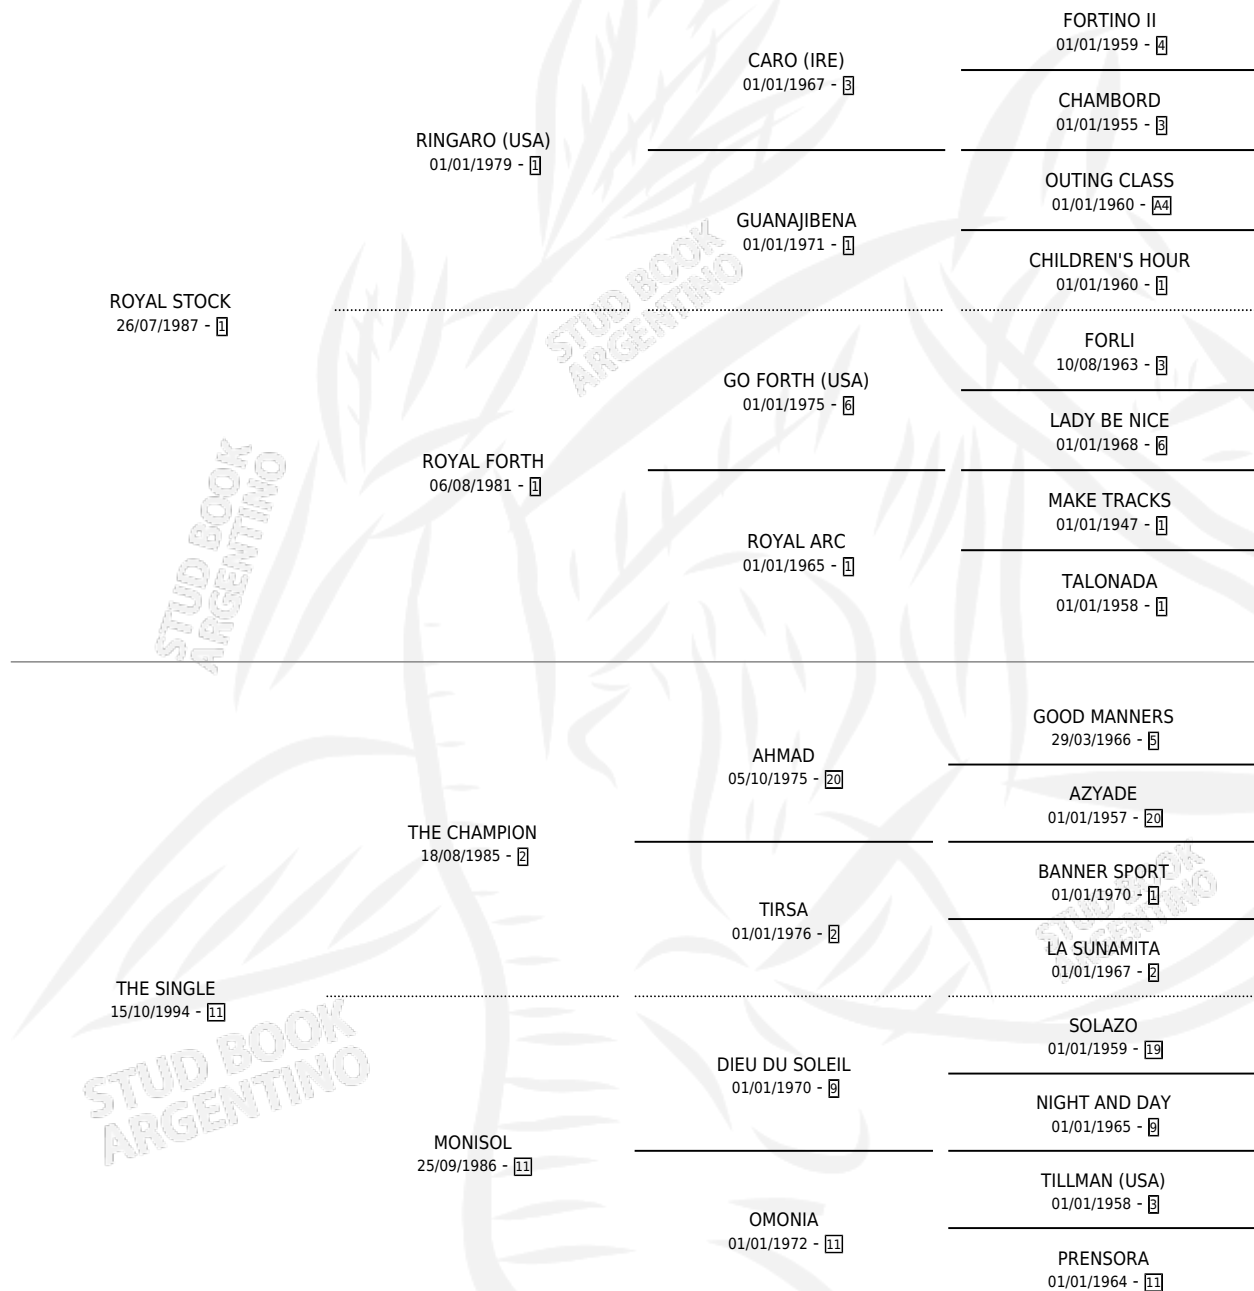 FORTINO II
01/01/1959 - 4
CARO (IRE)
01/01/1967 - 3
CHAMBORD
01/01/1955 - 3
RINGARO (USA)
01/01/1979 - 1
OUTING CLASS
01/01/1960 - A4
GUANAJIBENA
01/01/1971 - 1
CHILDREN'S HOUR
01/01/1960 - 1
ROYAL STOCK
26/07/1987 - 1
FORLI
10/08/1963 - 3
GO FORTH (USA)
01/01/1975 - 6
LADY BE NICE
01/01/1968 - 6
ROYAL FORTH
06/08/1981 - 1
MAKE TRACKS
01/01/1947 - 1
ROYAL ARC
01/01/1965 - 1
TALONADA
01/01/1958 - 1
GOOD MANNERS
29/03/1966 - 5
AHMAD
05/10/1975 - 20
AZYADE
01/01/1957 - 20
THE CHAMPION
18/08/1985 - 2
BANNER SPORT
01/01/1970 - 1
TIRSA
01/01/1976 - 2
LA SUNAMITA
01/01/1967 - 2
THE SINGLE
15/10/1994 - 11
SOLAZO
01/01/1959 - 19
DIEU DU SOLEIL
01/01/1970 - 9
NIGHT AND DAY
01/01/1965 - 9
MONISOL
25/09/1986 - 11
TILLMAN (USA)
01/01/1958 - 3
OMONIA
01/01/1972 - 11
PRENSORA
01/01/1964 - 11
STUD BOOK
ARGENTINO
STUD BOOK
ARGENTINO
STUD BOOK
ARGENTINO
STUD BOOK
ARGENTINO